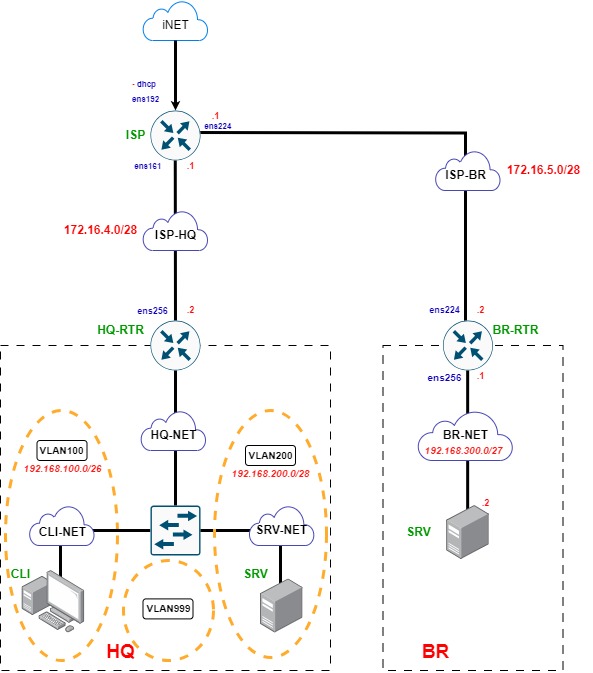 iNET
- dhcp
ens192
.1
ens224
ISP
ens161
.1
172.16.5.0/28
ISP-BR
172.16.4.0/28
ISP-HQ
ens256
.2
ens224
.2
HQ-RTR
BR-RTR
ens256
.1
HQ-NET
BR-NET
192.168.300.0/27
VLAN100
192.168.100.0/26
VLAN200
192.168.200.0/28
.2
CLI-NET
SRV-NET
SRV
CLI
SRV
VLAN999
HQ
BR